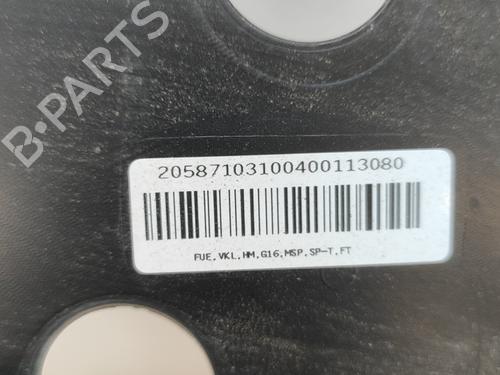 B-PARTS
20587103100400113080
FUE,VKL,HM,G16,MSP,SP-T,FT